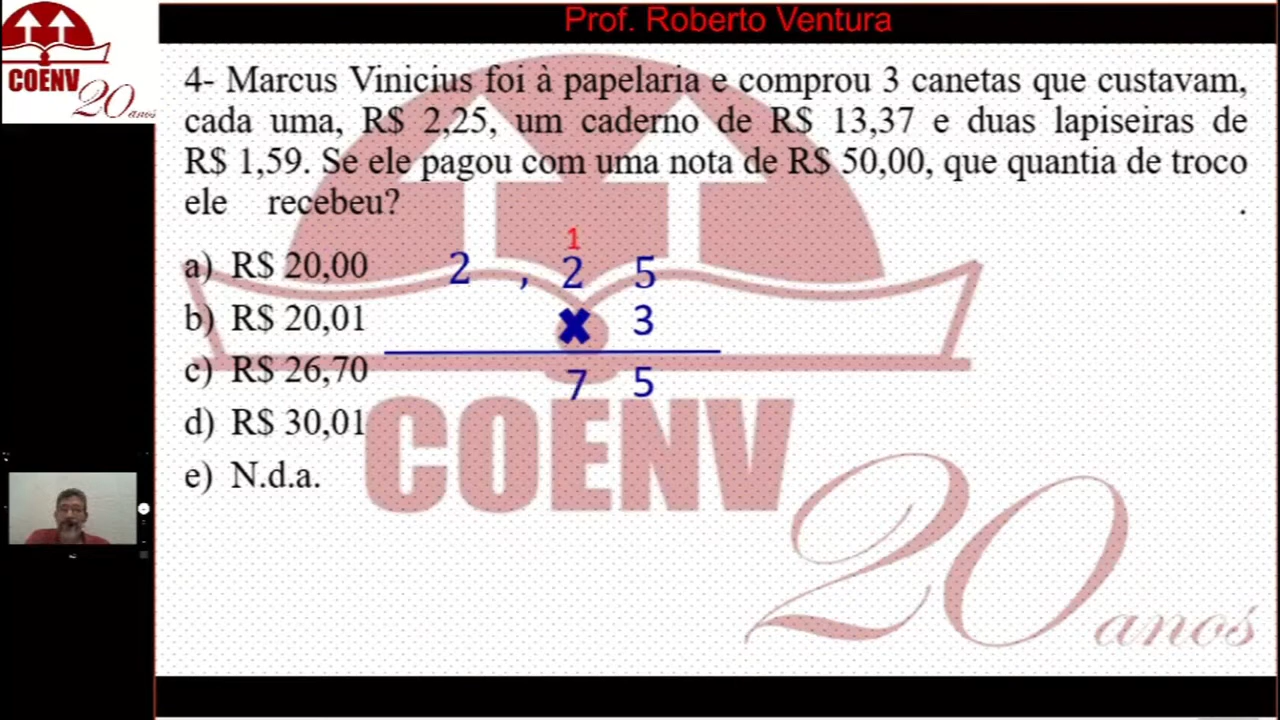 Prof. Roberto Ventura
COENV
20 anos
4- Marcus Vinicius foi à papelaria e comprou 3 canetas que custavam,
cada uma, R$ 2,25, um caderno de R$ 13,37 e duas lapiseiras de
R$ 1,59. Se ele pagou com uma nota de R$ 50,00, que quantia de troco
ele recebeu? .
1
a) R$ 20,00 2 , 2 5
b) R$ 20,01 × 3
c) R$ 26,70 7 5
d) R$ 30,01
e) N.d.a.
COENV
20 anos